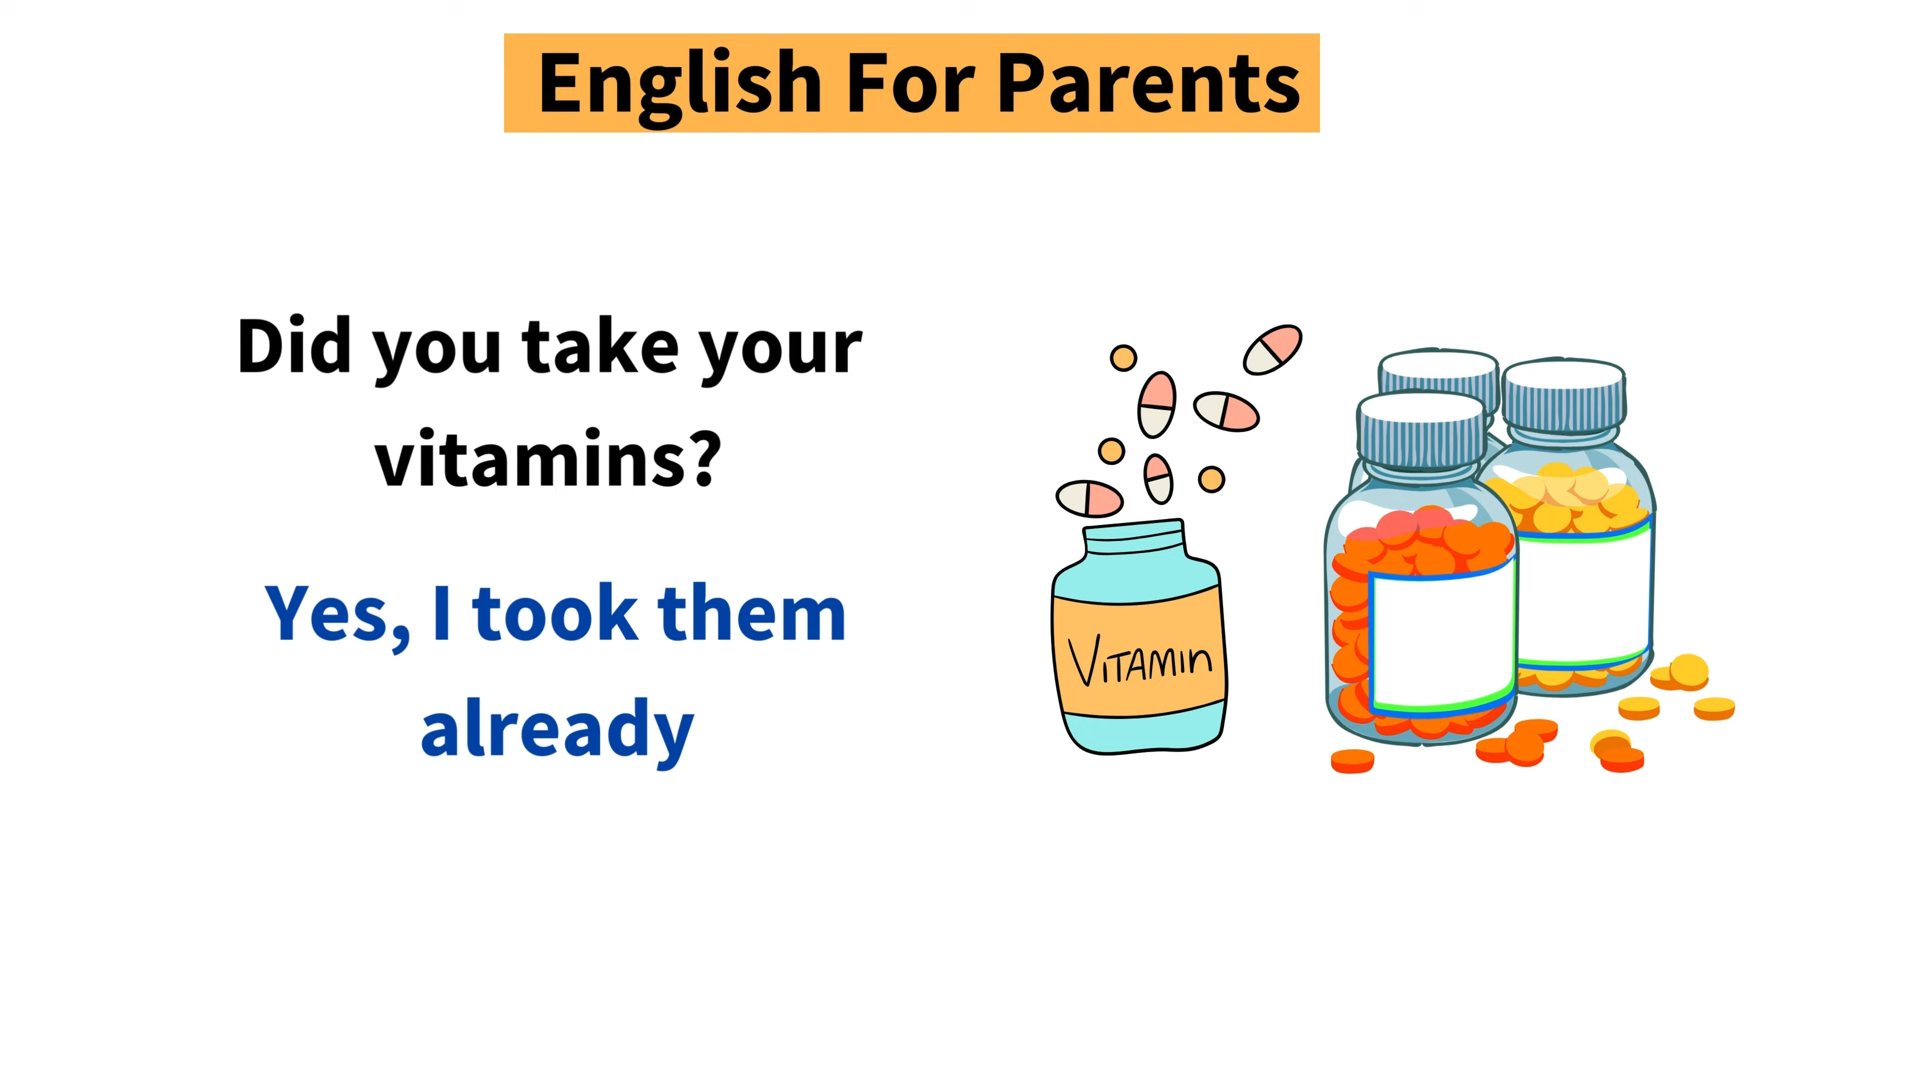 English For Parents
Did you take your
vitamins?
Yes, I took them
already
VITAMIn